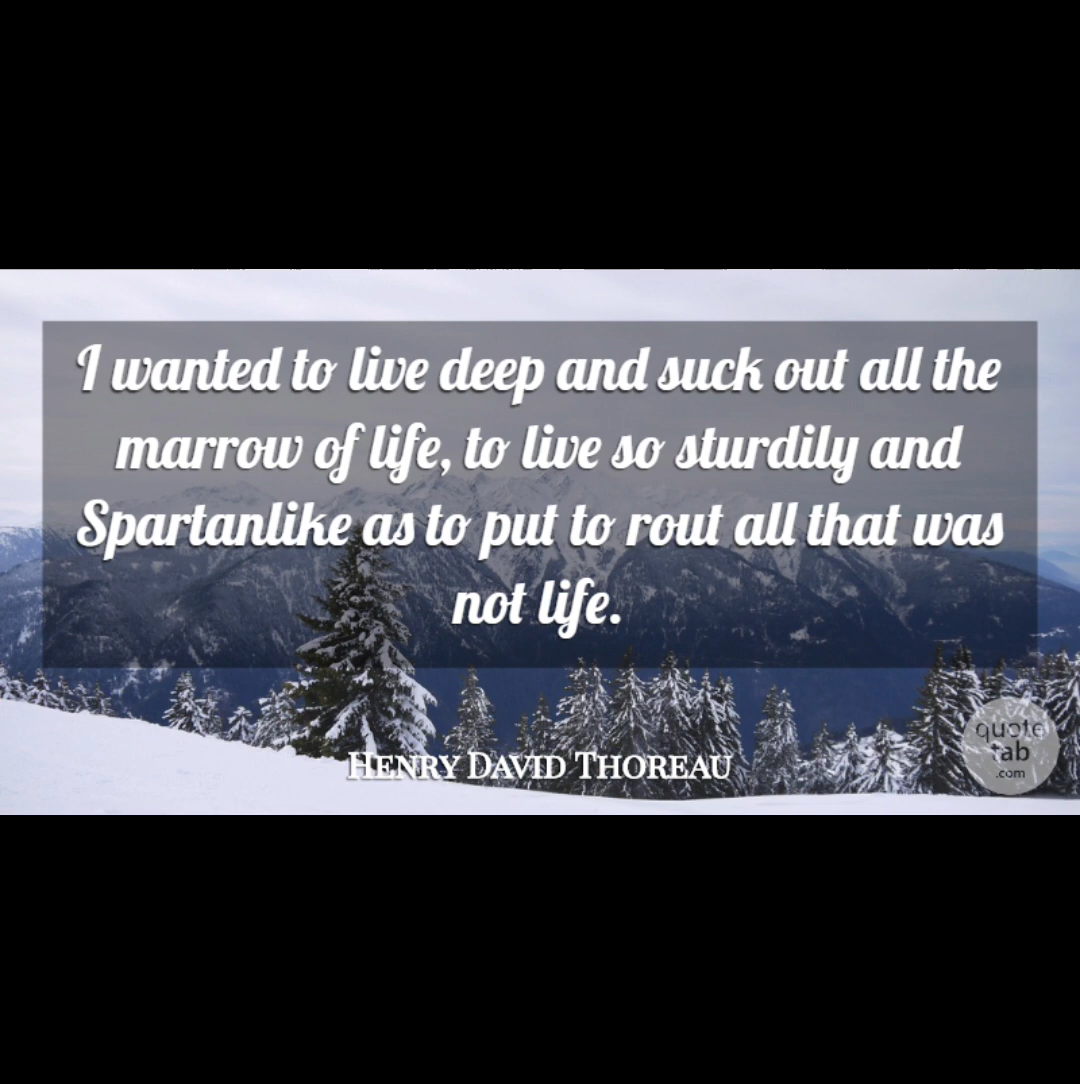 I wanted to live deep and suck out all the
marrow of life, to live so sturdily and
Spartanlike as to put to rout all that was
not life.
Henry David Thoreau
quote
tab
.com